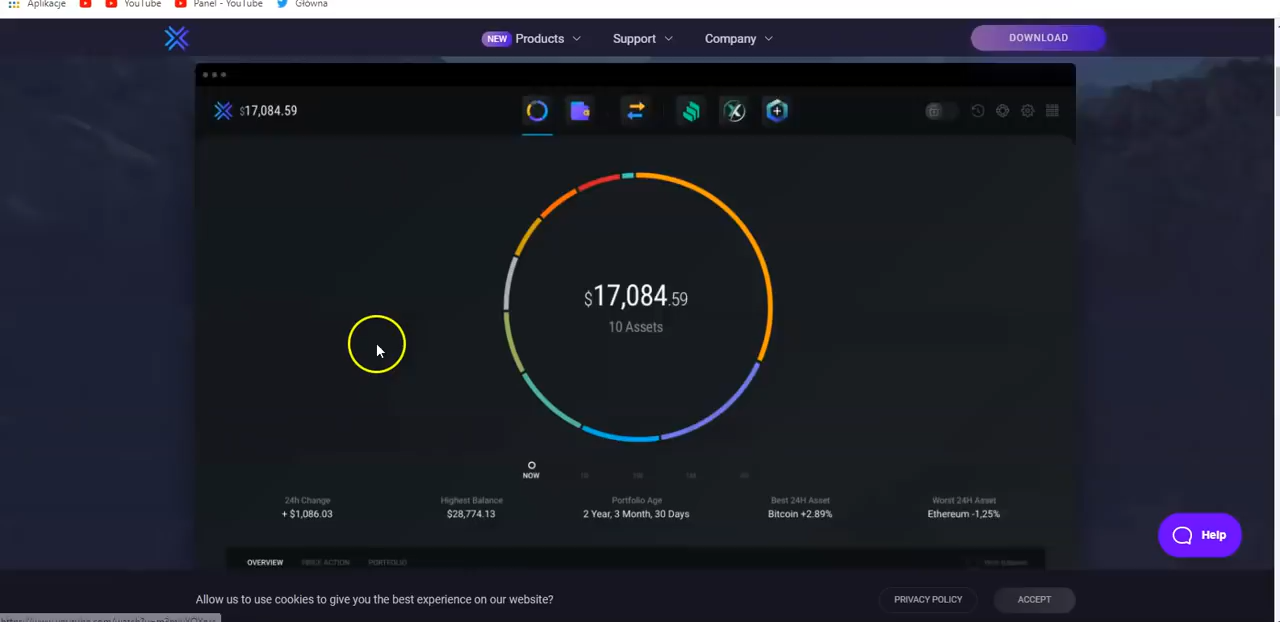 Aplikacje YouTube Panel - YouTube Główna
NEW Products Support Company DOWNLOAD
$17,084.59
$17,084.59
10 Assets
NOW
24h Change Highest Balance Portfolio Age Best 24H Asset Worst 24H Asset
+ $1,086.03 $28,774.13 2 Year, 3 Month, 30 Days Bitcoin +2.89% Ethereum -1,25%
OVERVIEW PORTFOLIO
Help
Allow us to use cookies to give you the best experience on our website? PRIVACY POLICY ACCEPT